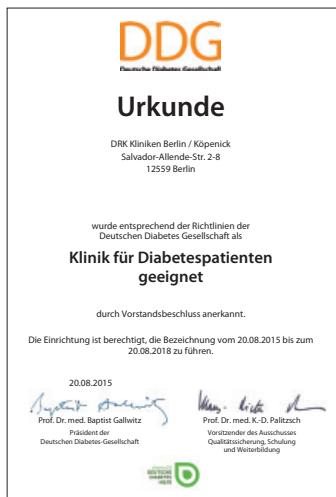 DDG
Deutsche Diabetes Gesellschaft
Urkunde
DRK Kliniken Berlin / Köpenick
Salvador-Allende-Str. 2-8
12559 Berlin
wurde entsprechend der Richtlinien der
Deutschen Diabetes Gesellschaft als
Klinik für Diabetespatienten
geeignet
durch Vorstandsbeschluss anerkannt.
Die Einrichtung ist berechtigt, die Bezeichnung vom 20.08.2015 bis zum
20.08.2018 zu führen.
20.08.2015
Prof. Dr. med. Baptist Gallwitz
Präsident der
Deutschen Diabetes-Gesellschaft
Prof. Dr. med. K.-D. Palitzsch
Vorsitzender des Ausschusses
Qualitätssicherung, Schulung
und Weiterbildung
DEUTSCHE
DIABETES
HILFE